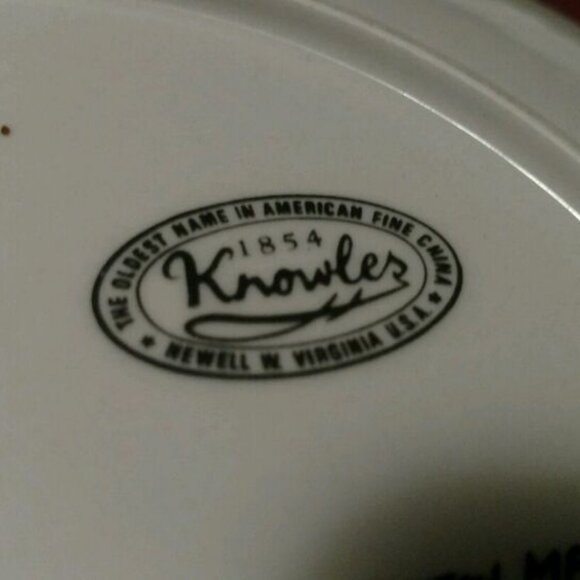 THE OLDEST NAME IN AMERICAN FINE CHINA
1854
Knowles
★ NEWELL W. VIRGINIA U.S.A. ★